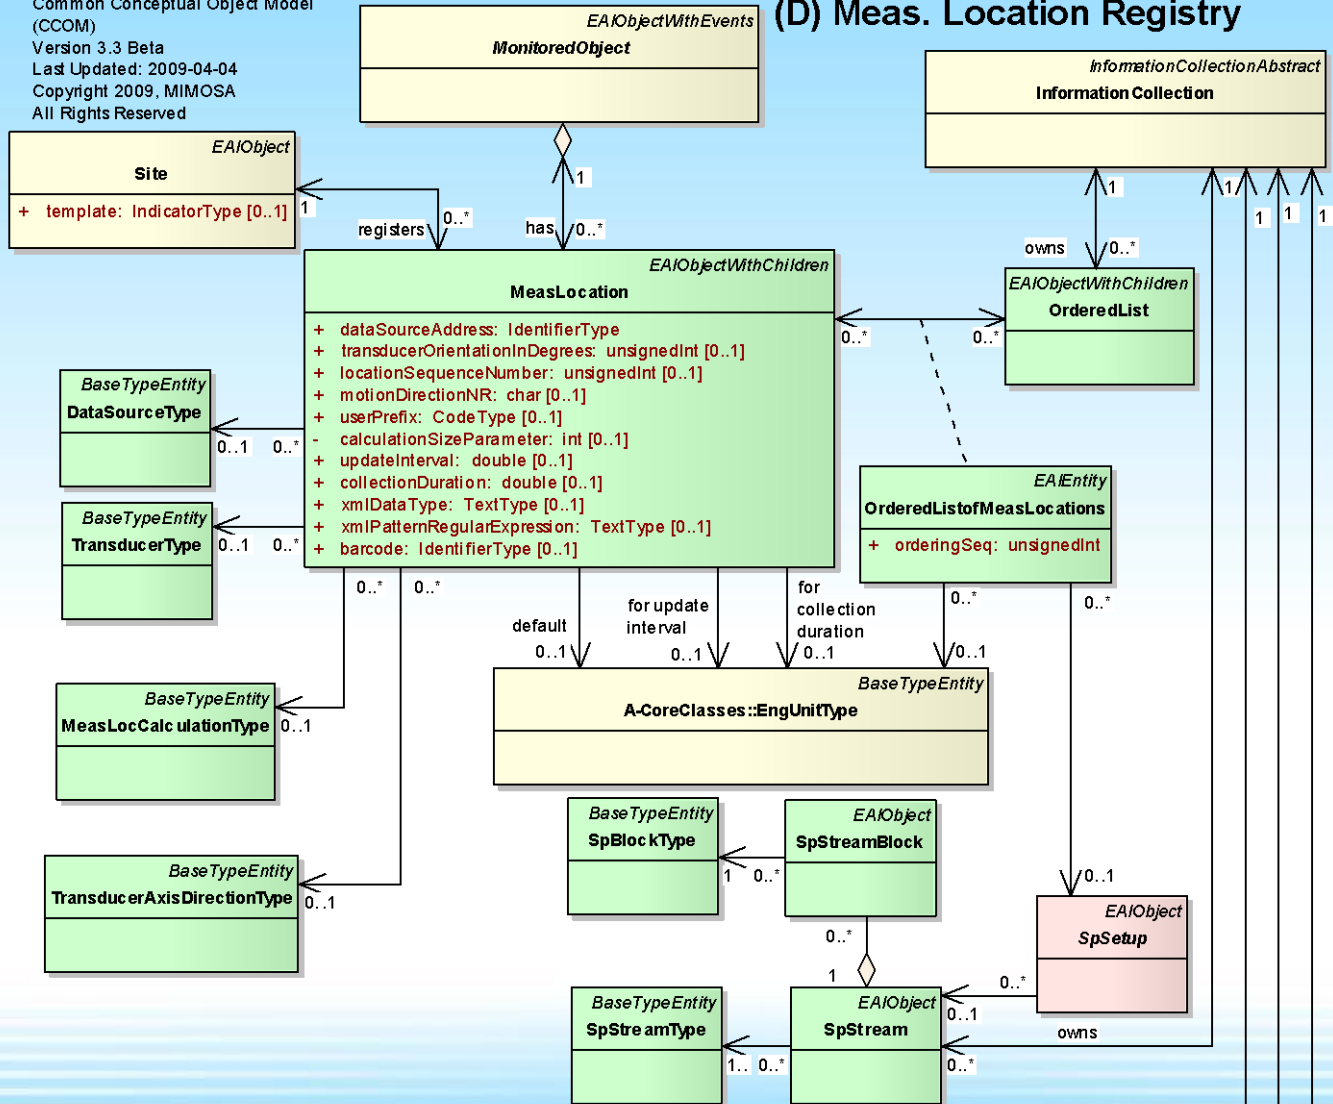 Common Conceptual Object Model
(CCOM)
Version 3.3 Beta
Last Updated: 2009-04-04
Copyright 2009, MIMOSA
All Rights Reserved
(D) Meas. Location Registry
EAIObjectWithEvents
MonitoredObject
InformationCollectionAbstract
InformationCollection
EAIObject
Site
+ template: IndicatorType [0..1]
1
registers
0..*
1
has
0..*
1
owns
0..*
1
1
1
1
EAIObjectWithChildren
MeasLocation
+ dataSourceAddress: IdentifierType
+ transducerOrientationInDegrees: unsignedInt [0..1]
+ locationSequenceNumber: unsignedInt [0..1]
+ motionDirectionNR: char [0..1]
+ userPrefix: CodeType [0..1]
- calculationSizeParameter: int [0..1]
+ updateInterval: double [0..1]
+ collectionDuration: double [0..1]
+ xmlDataType: TextType [0..1]
+ xmlPatternRegularExpression: TextType [0..1]
+ barcode: IdentifierType [0..1]
EAIObjectWithChildren
OrderedList
0..*
0..*
BaseTypeEntity
DataSourceType
0..1
0..*
BaseTypeEntity
TransducerType
0..1
0..*
EAIEntity
OrderedListofMeasLocations
+ orderingSeq: unsignedInt
0..*
0..*
default
0..1
for update
interval
0..1
for
collection
duration
0..1
0..*
0..1
0..*
BaseTypeEntity
A-CoreClasses::EngUnitType
BaseTypeEntity
MeasLocCalculationType
0..1
BaseTypeEntity
TransducerAxisDirectionType
0..1
BaseTypeEntity
SpBlockType
1
0..*
EAIObject
SpStreamBlock
0..*
1
0..1
EAIObject
SpSetup
0..*
0..1
owns
0..*
BaseTypeEntity
SpStreamType
1..
0..*
EAIObject
SpStream